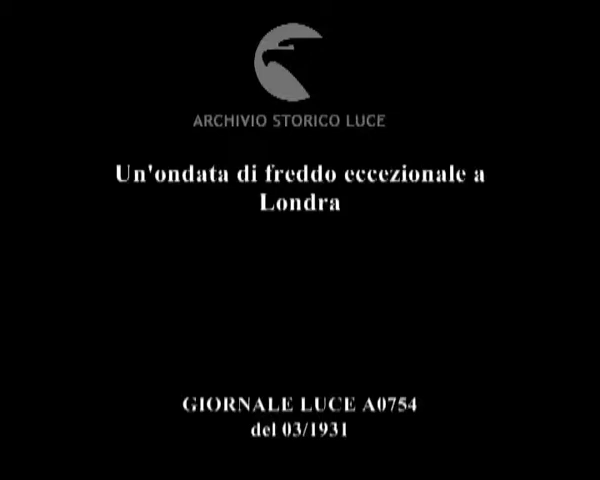 ARCHIVIO STORICO LUCE
Un'ondata di freddo eccezionale a
Londra
GIORNALE LUCE A0754
del 03/1931